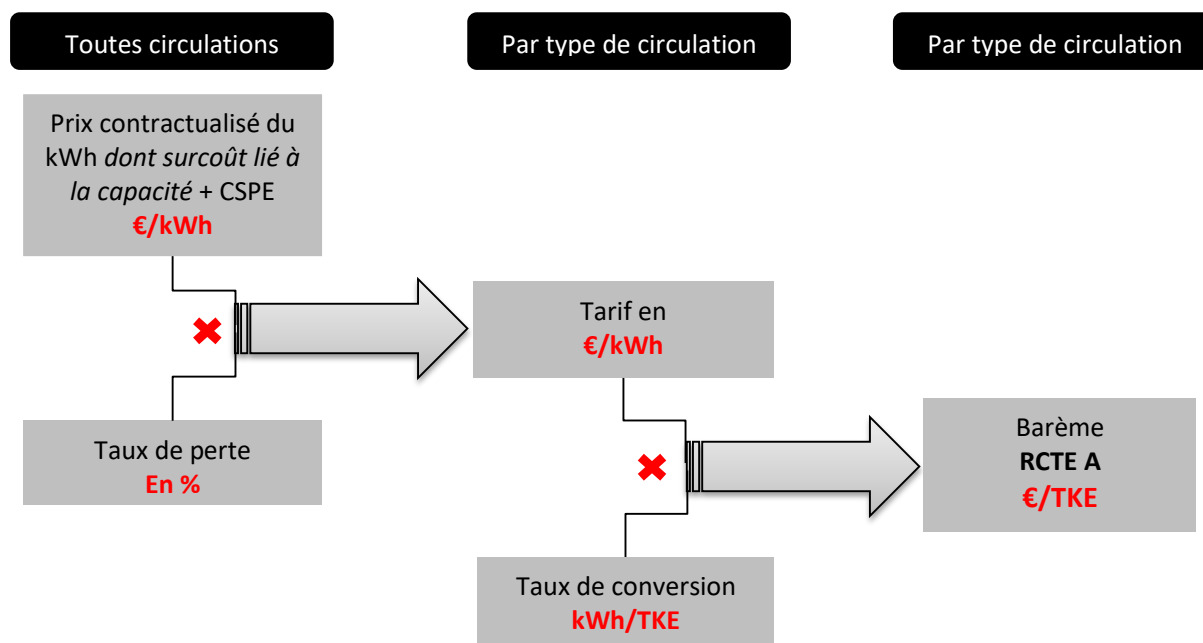 Toutes circulations
Par type de circulation
Par type de circulation
Prix contractualisé du
kWh dont surcoût lié à
la capacité + CSPE
€/kWh
Taux de perte
En %
Tarif en
€/kWh
Taux de conversion
kWh/TKE
Barème
RCTE A
€/TKE